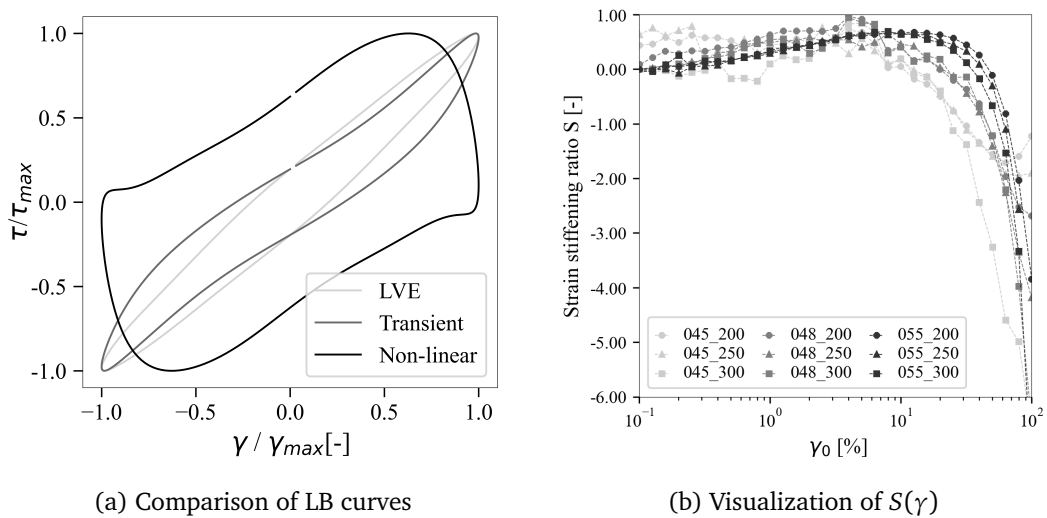 1.0
0.5
0.0
-0.5
-1.0
τ/τmax
LVE
Transient
Non-linear
−1.0 −0.5 0.0 0.5 1.0
γ / γmax[-]
(a) Comparison of LB curves
1.00
0.00
-1.00
-2.00
-3.00
-4.00
-5.00
-6.00
Strain stiffening ratio S [-]
045_200 048_200 055_200
045_250 048_250 055_250
045_300 048_300 055_300
10−1 100 101 102
γ0 [%]
(b) Visualization of S(γ)